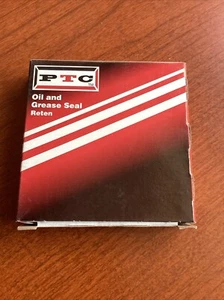 PTC
Oil and
Grease Seal
Reten